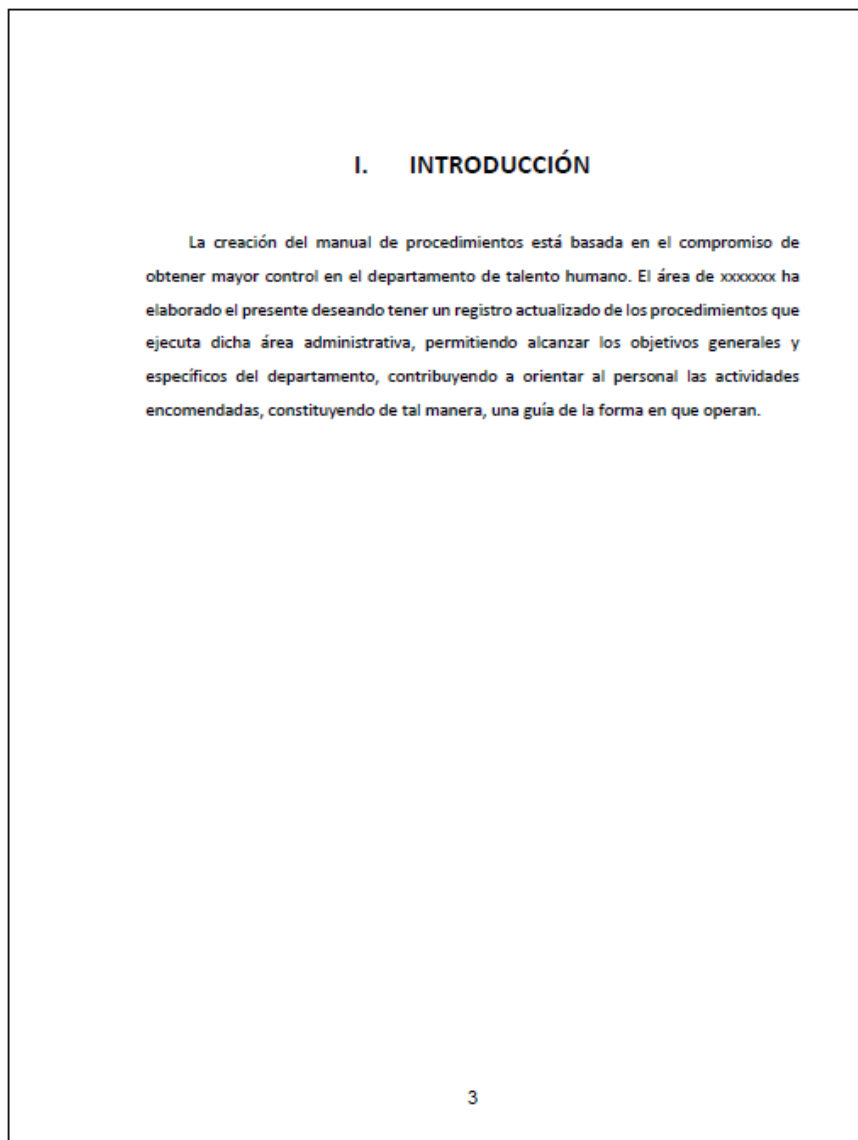 I. INTRODUCCIÓN
La creación del manual de procedimientos está basada en el compromiso de
obtener mayor control en el departamento de talento humano. El área de xxxxxxx ha
elaborado el presente deseando tener un registro actualizado de los procedimientos que
ejecuta dicha área administrativa, permitiendo alcanzar los objetivos generales y
específicos del departamento, contribuyendo a orientar al personal las actividades
encomendadas, constituyendo de tal manera, una guía de la forma en que operan.
3